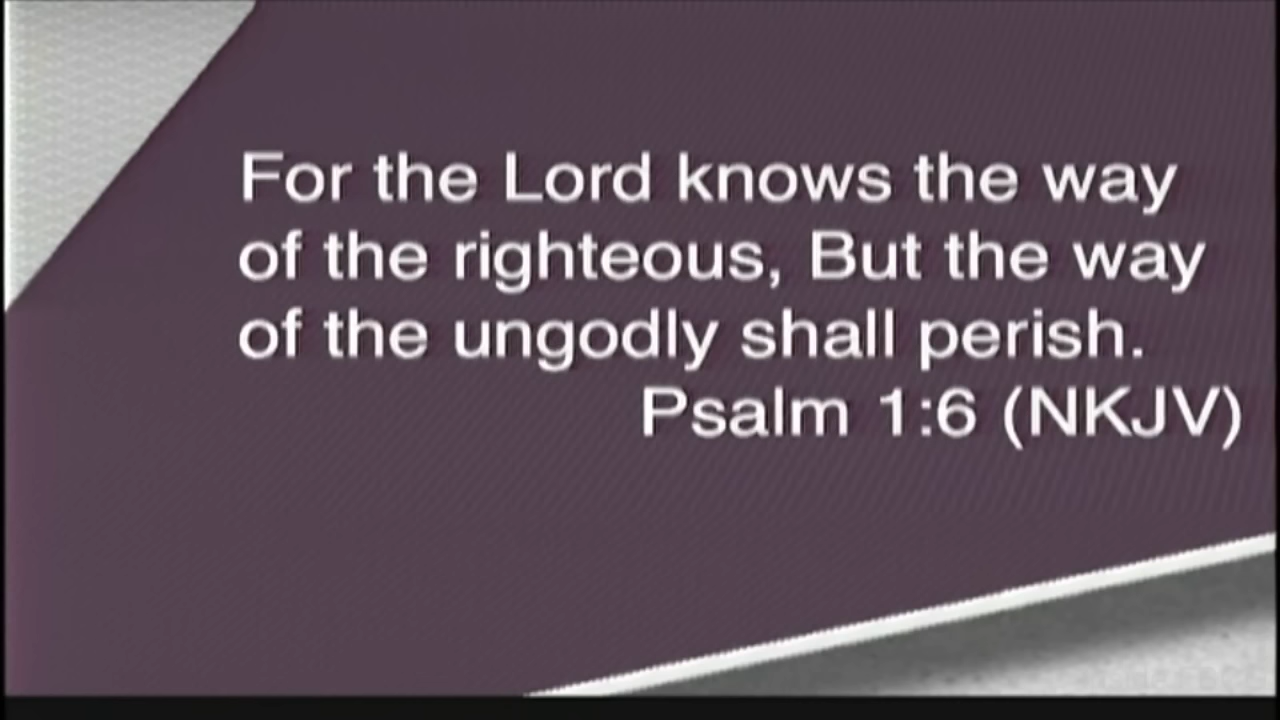 For the Lord knows the way
of the righteous, But the way
of the ungodly shall perish.
Psalm 1:6 (NKJV)